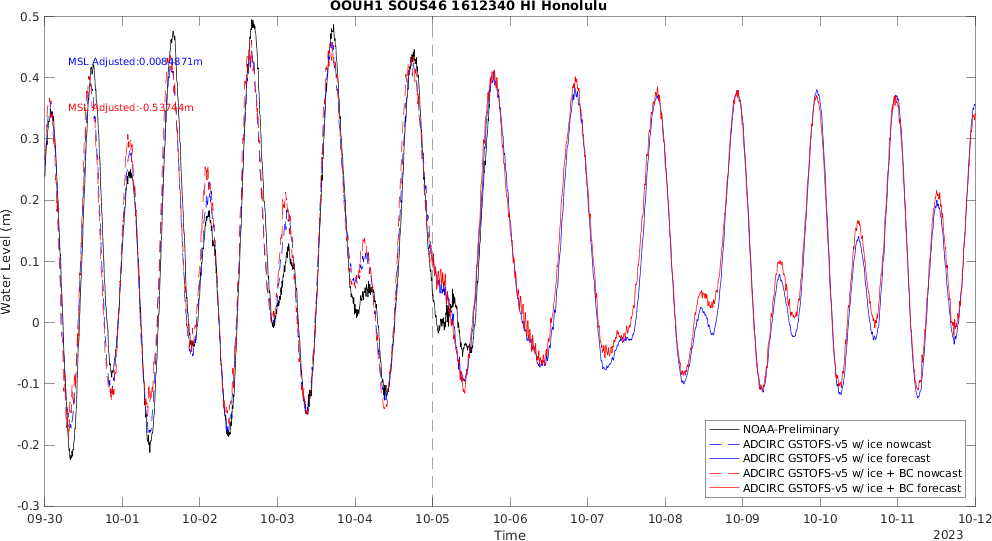 OOUH1 SOUS46 1612340 HI Honolulu
MSL Adjusted:0.0084871m
MSL Adjusted:-0.53744m
Water Level (m)
0.5
0.4
0.3
0.2
0.1
0
-0.1
-0.2
-0.3
NOAA-Preliminary
ADCIRC GSTOFS-v5 w/ ice nowcast
ADCIRC GSTOFS-v5 w/ ice forecast
ADCIRC GSTOFS-v5 w/ ice + BC nowcast
ADCIRC GSTOFS-v5 w/ ice + BC forecast
09-30 10-01 10-02 10-03 10-04 10-05 10-06 10-07 10-08 10-09 10-10 10-11 10-12
Time
2023